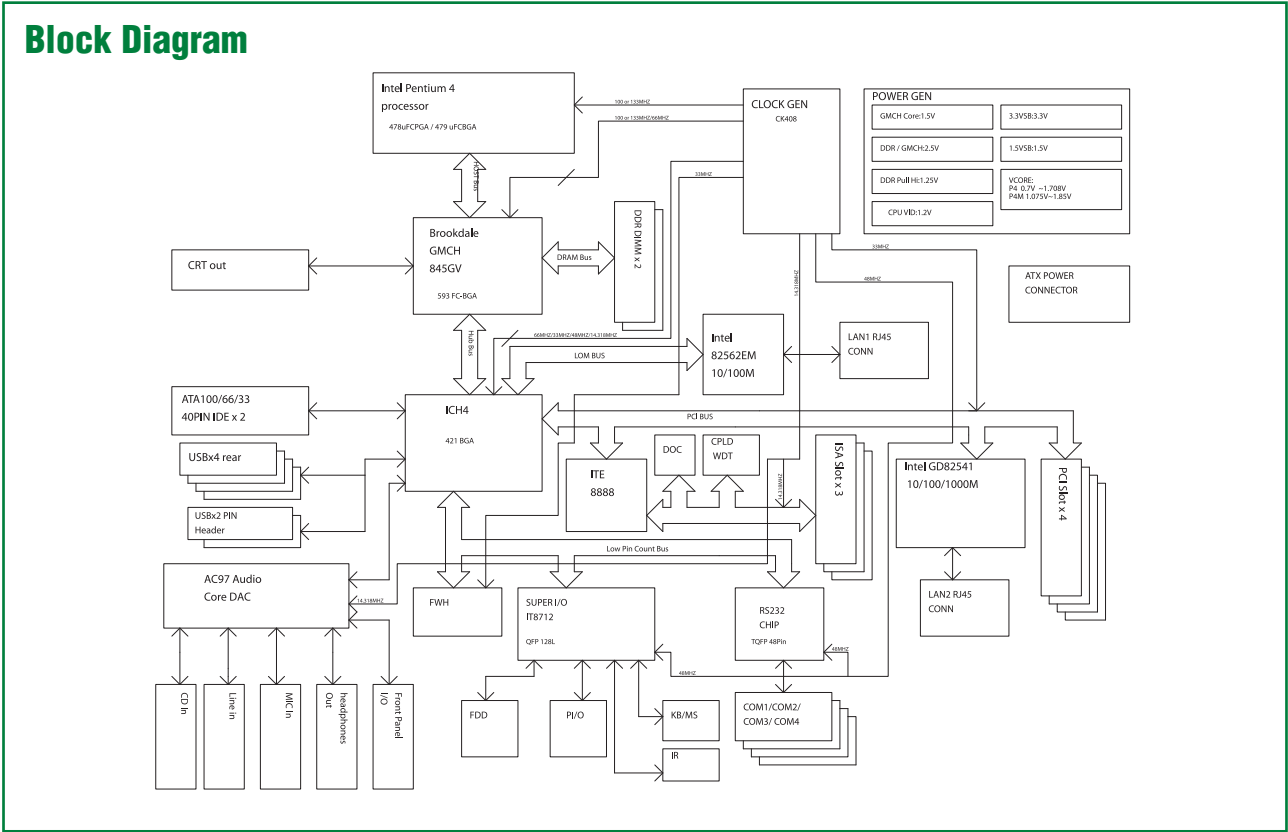 Block Diagram
Intel Pentium 4
processor
478uFCPGA / 479 uFCBGA
100 or 133MHZ
100 or 133MHZ/66MHZ
33MHZ
CLOCK GEN
CK408
POWER GEN
GMCH Core:1.5V
3.3VSB:3.3V
DDR / GMCH:2.5V
1.5VSB:1.5V
DDR Pull Hi:1.25V
VCORE:
P4 0.7V ~1.708V
P4M 1.075V~1.85V
CPU VID:1.2V
HOST Bus
Brookdale
GMCH
845GV
593 FC-BGA
DRAM Bus
DDR DIMM x 2
CRT out
33MHZ
48MHZ
14.318MHZ
ATX POWER
CONNECTOR
Hub Bus
66MHZ/33MHZ/48MHZ/14.318MHZ
LOM BUS
Intel
82562EM
10/100M
LAN1 RJ45
CONN
ATA100/66/33
40PIN IDE x 2
ICH4
421 BGA
PCI BUS
USBx4 rear
USBx2 PIN
Header
ITE
8888
DOC
CPLD
WDT
14.318MHZ
ISA Slot x 3
Intel GD82541
10/100/1000M
PCI Slot x 4
Low Pin Count Bus
AC97 Audio
Core DAC
14.318MHZ
FWH
SUPER I/O
IT8712
QFP 128L
RS232
CHIP
TQFP 48Pin
48MHZ
48MHZ
LAN2 RJ45
CONN
CD In
Line in
MIC In
headphones
Out
Front Panel
I/O
FDD
PI/O
KB/MS
IR
COM1/COM2/
COM3/ COM4